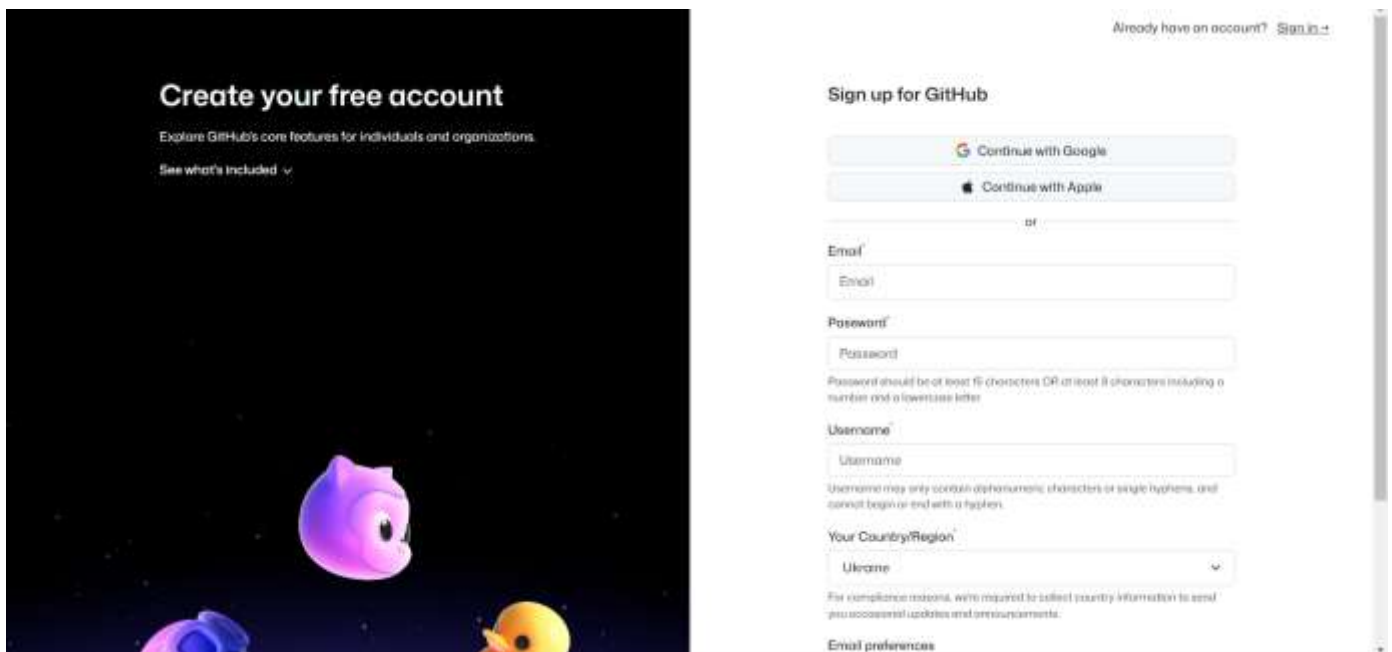 Already have an account? Sign in →
Create your free account
Explore GitHub's core features for individuals and organizations.
See what's included
Sign up for GitHub
Continue with Google
Continue with Apple
or
Email*
Email
Password*
Password
Password should be at least 15 characters OR at least 8 characters including a
number and a lowercase letter.
Username*
Username
Username may only contain alphanumeric characters or single hyphens, and
cannot begin or end with a hyphen.
Your Country/Region*
Ukraine
For compliance reasons, we're required to collect country information to send
you occasional updates and announcements.
Email preferences